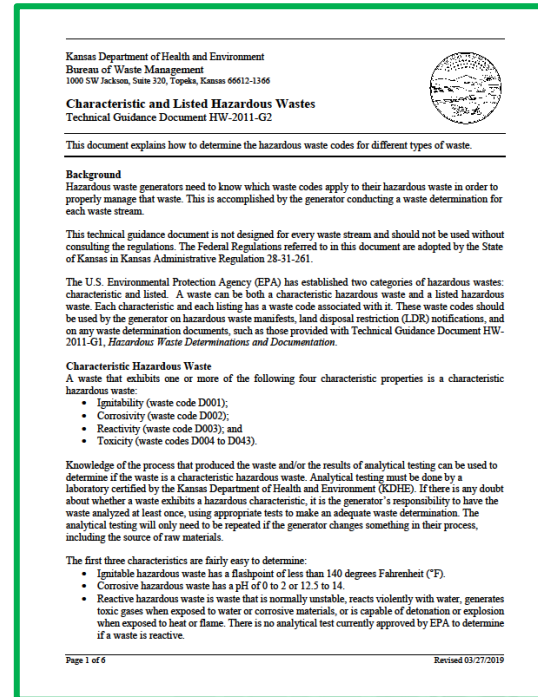 Kansas Department of Health and Environment
Bureau of Waste Management
1000 SW Jackson, Suite 320, Topeka, Kansas 66612-1366
Characteristic and Listed Hazardous Wastes
Technical Guidance Document HW-2011-G2
This document explains how to determine the hazardous waste codes for different types of waste.
Background
Hazardous waste generators need to know which waste codes apply to their hazardous waste in order to
properly manage that waste. This is accomplished by the generator conducting a waste determination for
each waste stream.
This technical guidance document is not designed for every waste stream and should not be used without
consulting the regulations. The Federal Regulations referred to in this document are adopted by the State
of Kansas in Kansas Administrative Regulation 28-31-261.
The U.S. Environmental Protection Agency (EPA) has established two categories of hazardous wastes:
characteristic and listed. A waste can be both a characteristic hazardous waste and a listed hazardous
waste. Each characteristic and each listing has a waste code associated with it. These waste codes should
be used by the generator on hazardous waste manifests, land disposal restriction (LDR) notifications, and
on any waste determination documents, such as those provided with Technical Guidance Document HW-
2011-G1, Hazardous Waste Determinations and Documentation.
Characteristic Hazardous Waste
A waste that exhibits one or more of the following four characteristic properties is a characteristic
hazardous waste:
• Ignitability (waste code D001);
• Corrosivity (waste code D002);
• Reactivity (waste code D003); and
• Toxicity (waste codes D004 to D043).
Knowledge of the process that produced the waste and/or the results of analytical testing can be used to
determine if the waste is a characteristic hazardous waste. Analytical testing must be done by a
laboratory certified by the Kansas Department of Health and Environment (KDHE). If there is any doubt
about whether a waste exhibits a hazardous characteristic, it is the generator's responsibility to have the
waste analyzed at least once, using appropriate tests to make an adequate waste determination. The
analytical testing will only need to be repeated if the generator changes something in their process,
including the source of raw materials.
The first three characteristics are fairly easy to determine:
• Ignitable hazardous waste has a flashpoint of less than 140 degrees Fahrenheit (°F).
• Corrosive hazardous waste has a pH of 0 to 2 or 12.5 to 14.
• Reactive hazardous waste is waste that is normally unstable, reacts violently with water, generates
toxic gases when exposed to water or corrosive materials, or is capable of detonation or explosion
when exposed to heat or flame. There is no analytical test currently approved by EPA to determine
if a waste is reactive.
Page 1 of 6 Revised 03/27/2019